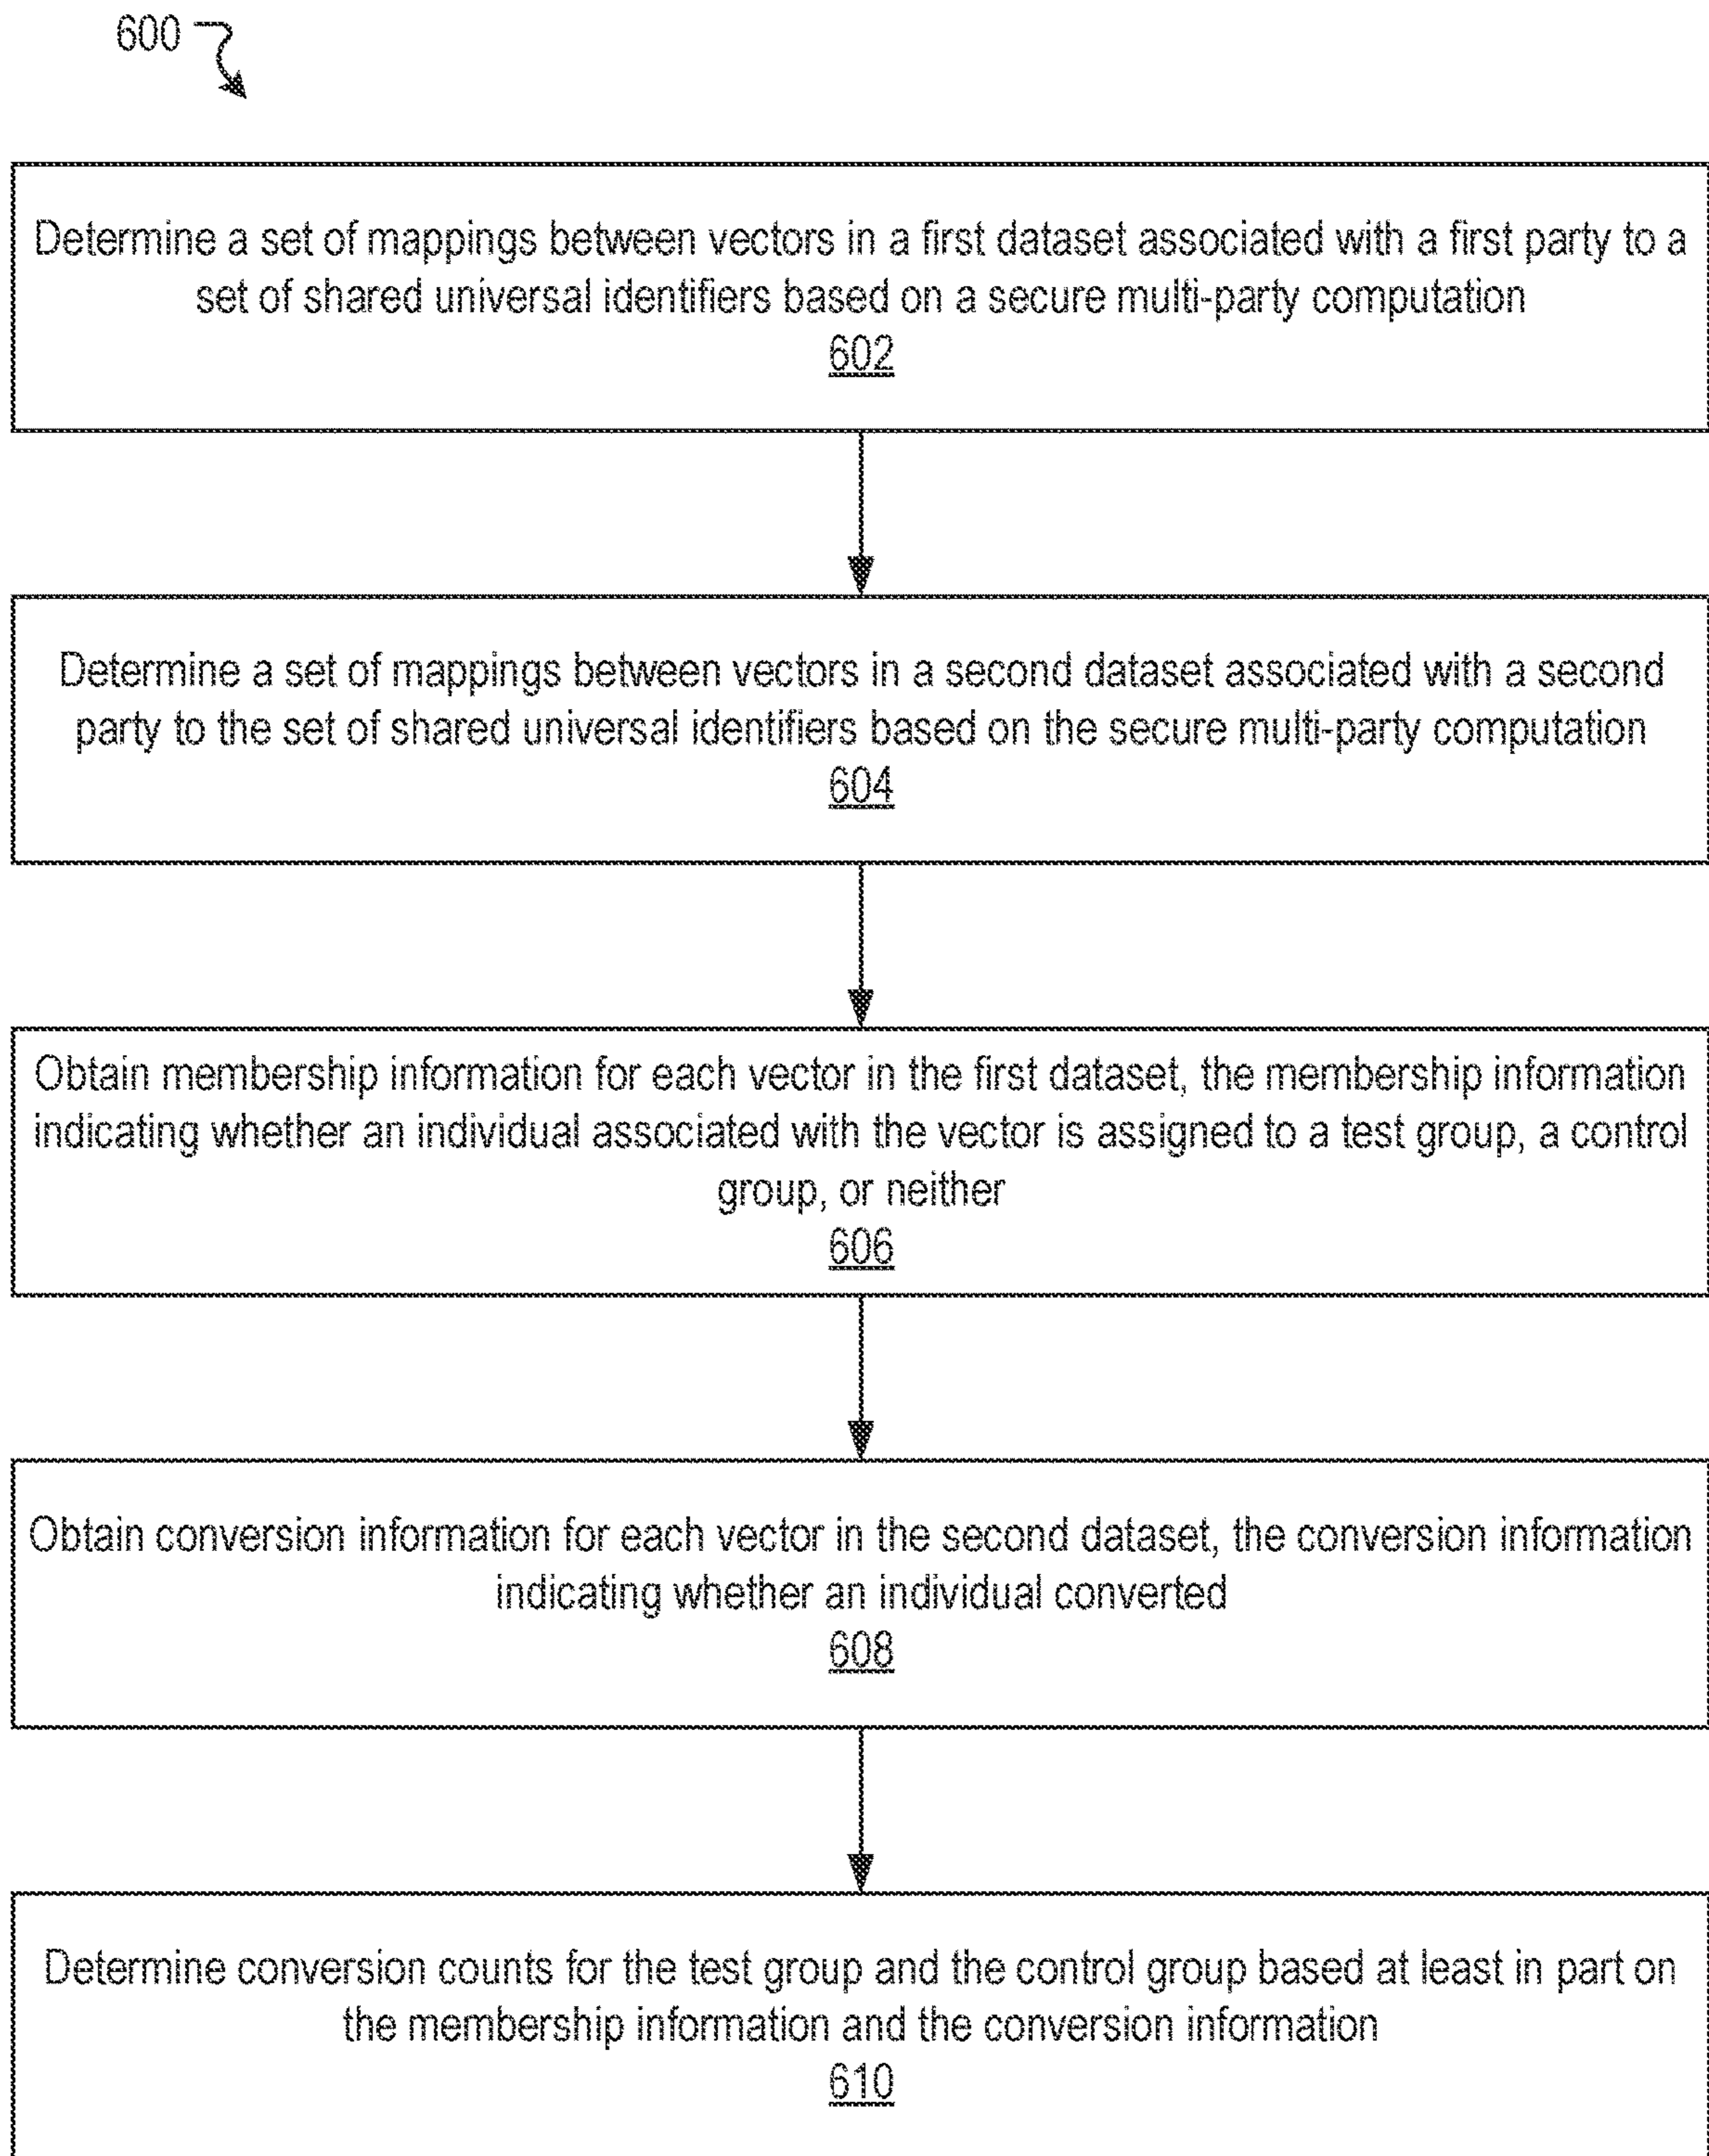 600
Determine a set of mappings between vectors in a first dataset associated with a first party to a
set of shared universal identifiers based on a secure multi-party computation
602
Determine a set of mappings between vectors in a second dataset associated with a second
party to the set of shared universal identifiers based on the secure multi-party computation
604
Obtain membership information for each vector in the first dataset, the membership information
indicating whether an individual associated with the vector is assigned to a test group, a control
group, or neither
606
Obtain conversion information for each vector in the second dataset, the conversion information
indicating whether an individual converted
608
Determine conversion counts for the test group and the control group based at least in part on
the membership information and the conversion information
610